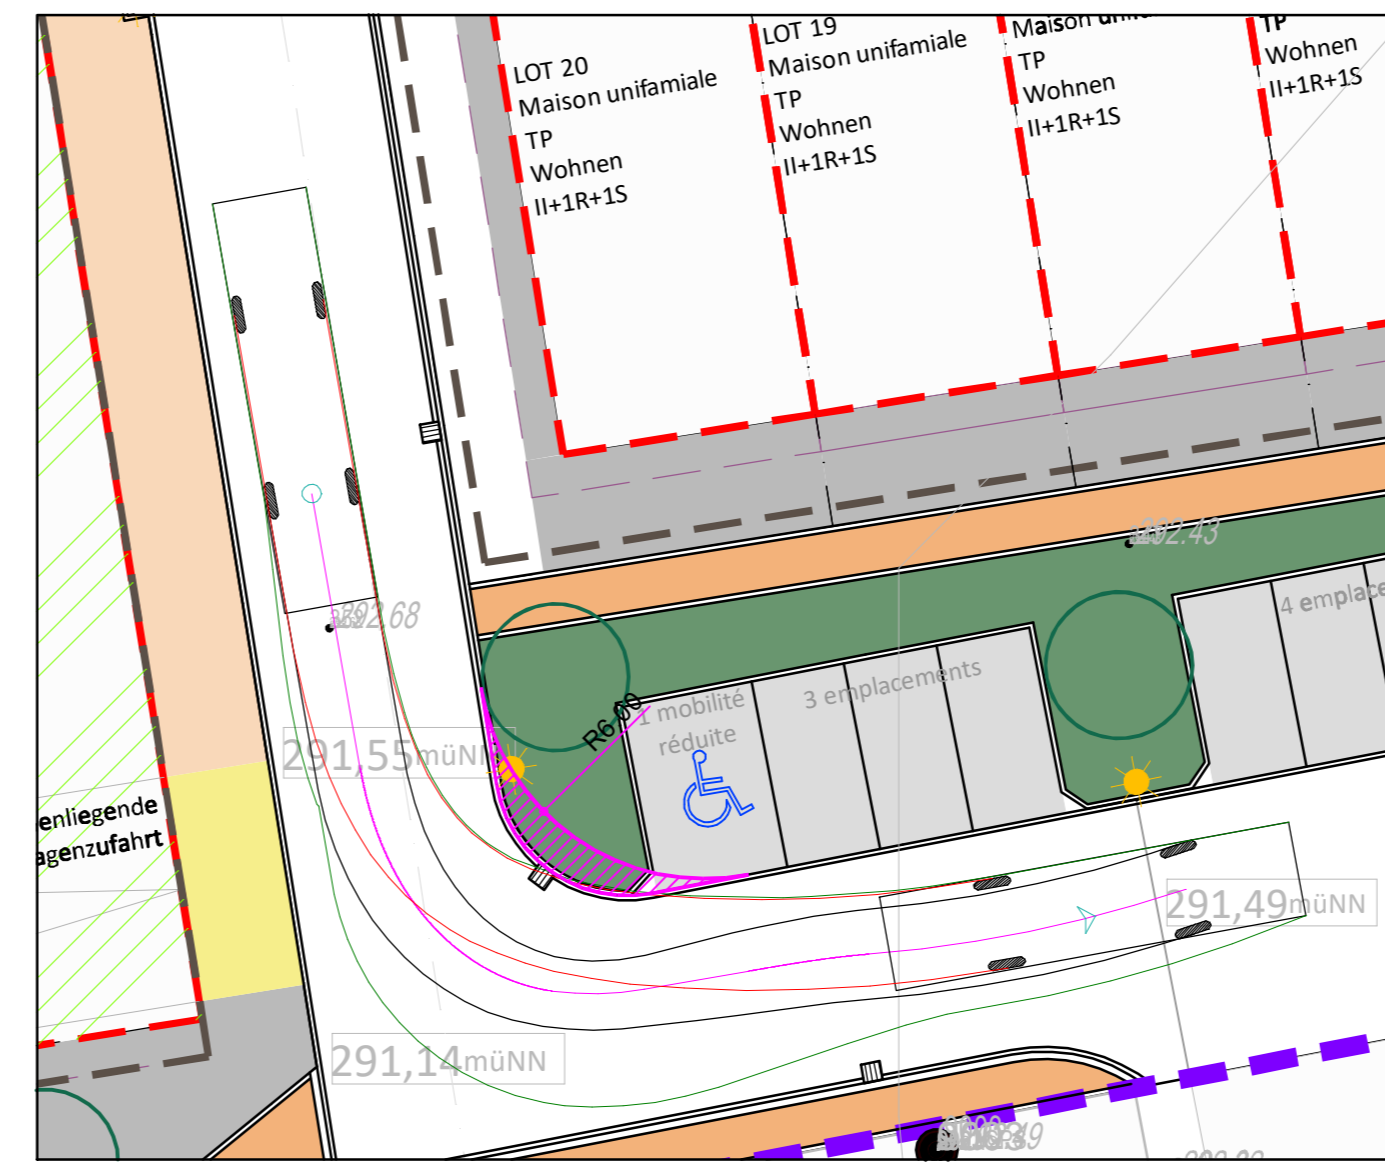 LOT 20
Maison unifamiale
TP
Wohnen
II+1R+1S
LOT 19
Maison unifamiale
TP
Wohnen
II+1R+1S
Maison
TP
Wohnen
II+1R+1S
TP
Wohnen
II+1R+1S
292.43
4 emplace
292.68
3 emplacements
1 mobilité
réduite
R6.00
291,55müNN
enliegende
agenzufahrt
291,49müNN
291,14müNN